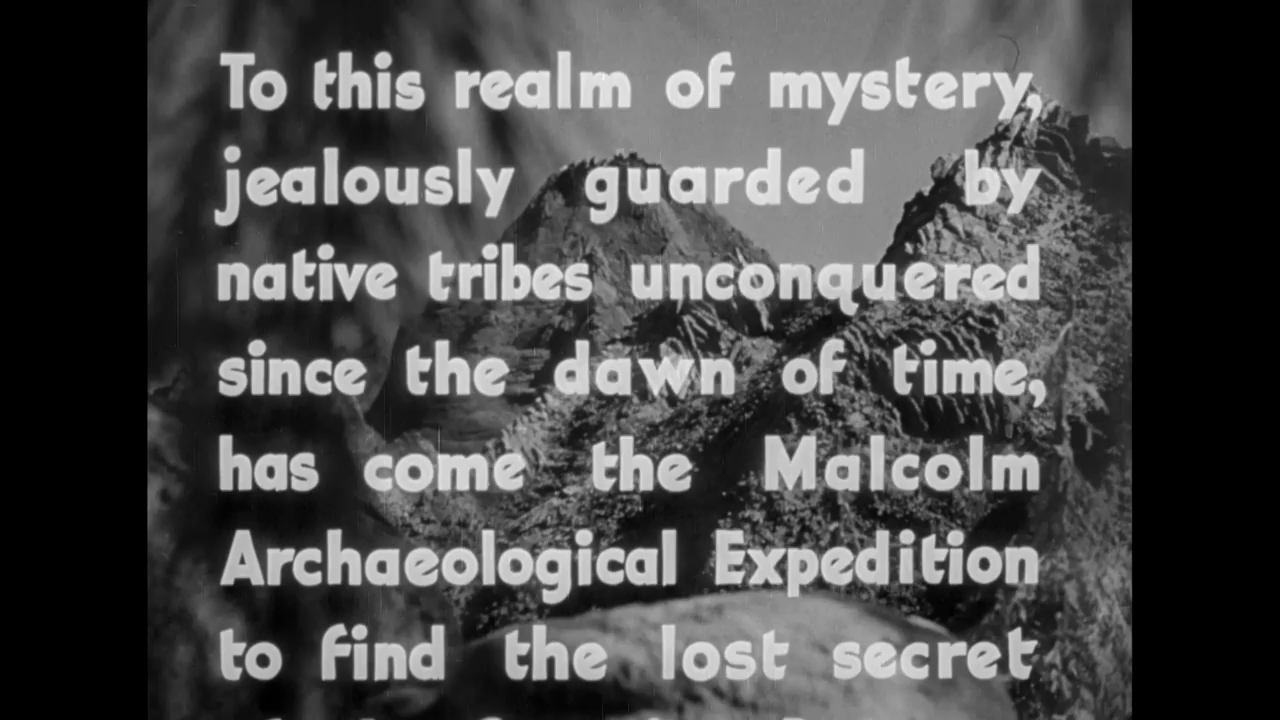 To this realm of mystery,
jealously guarded by
native tribes unconquered
since the dawn of time,
has come the Malcolm
Archaeological Expedition
to find the lost secret